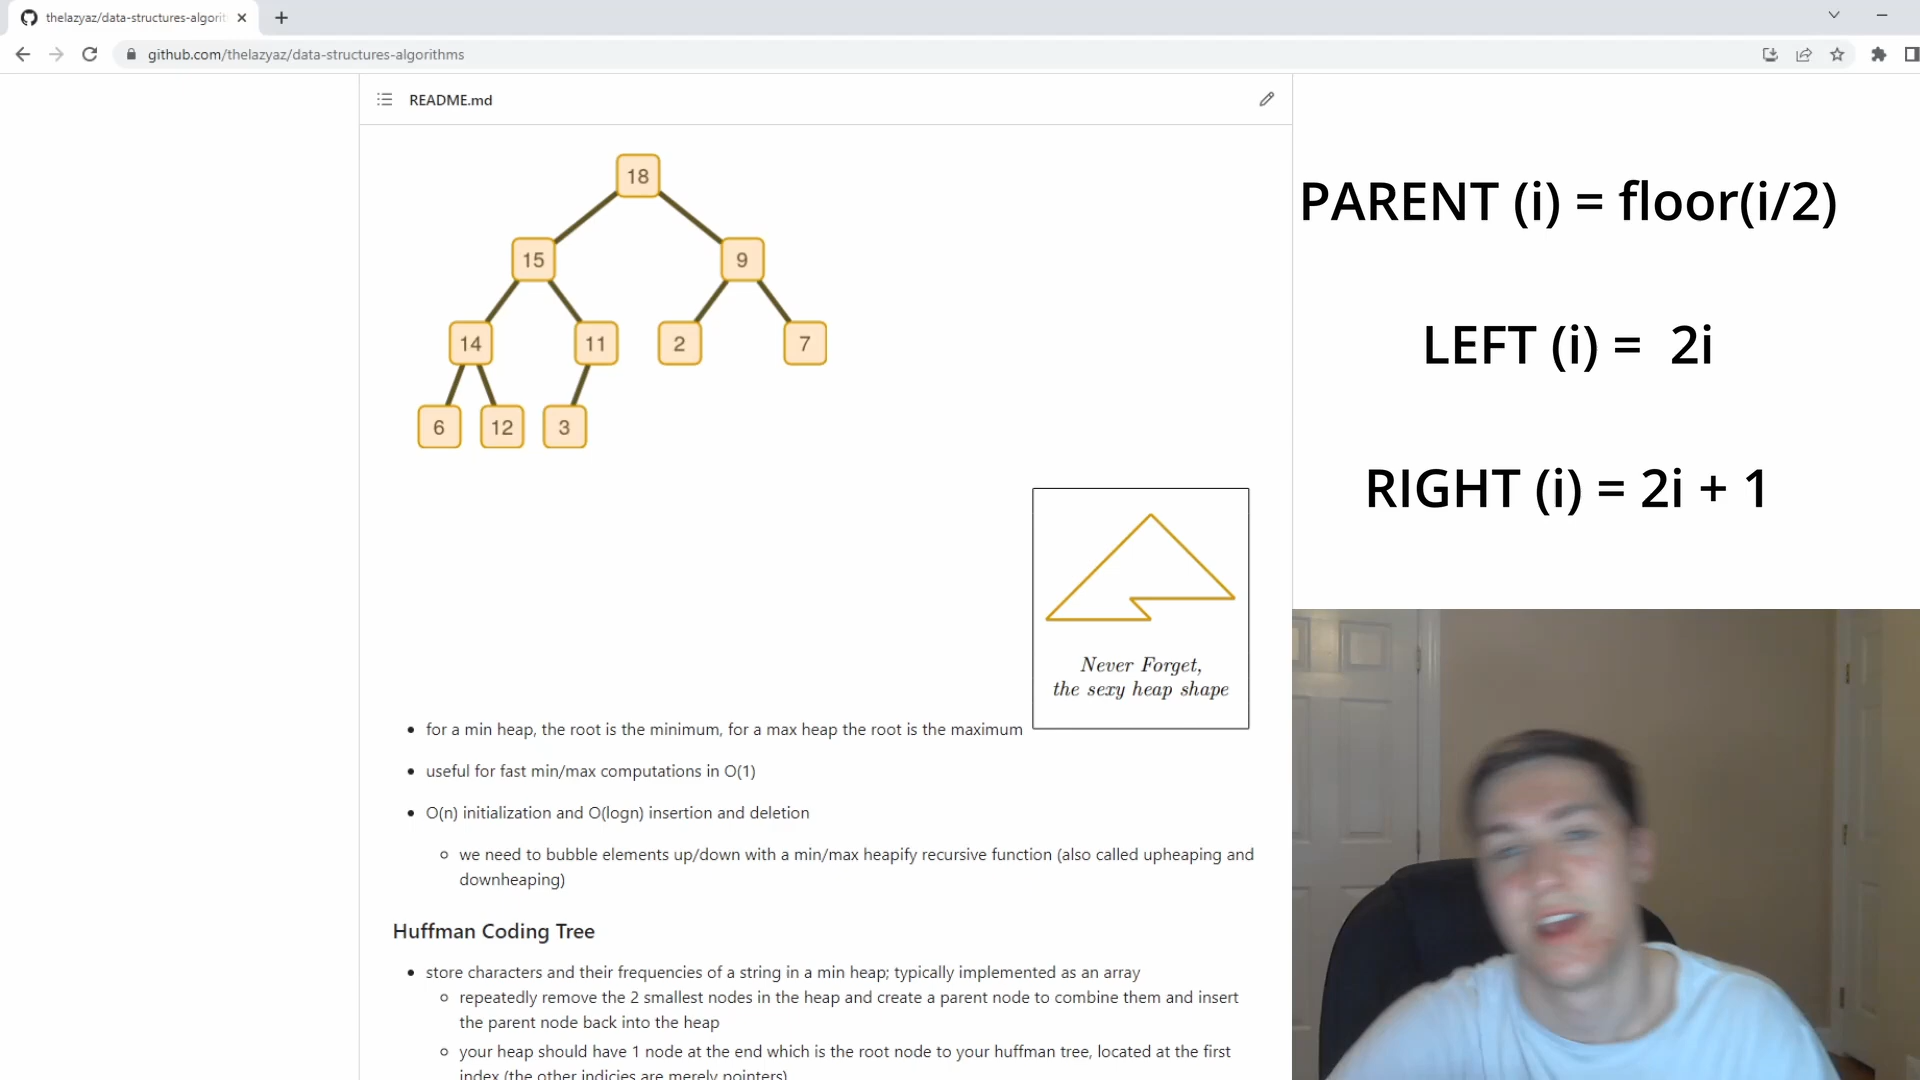 thelazyaz/data-structures-algorit
github.com/thelazyaz/data-structures-algorithms
README.md
18
15
9
14
11
2
7
6
12
3
PARENT (i) = floor(i/2)
LEFT (i) = 2i
RIGHT (i) = 2i + 1
Never Forget,
the sexy heap shape
for a min heap, the root is the minimum, for a max heap the root is the maximum
useful for fast min/max computations in O(1)
O(n) initialization and O(logn) insertion and deletion
we need to bubble elements up/down with a min/max heapify recursive function (also called upheaping and
downheaping)
Huffman Coding Tree
store characters and their frequencies of a string in a min heap; typically implemented as an array
repeatedly remove the 2 smallest nodes in the heap and create a parent node to combine them and insert
the parent node back into the heap
your heap should have 1 node at the end which is the root node to your huffman tree, located at the first
index (the other indicies are merely pointers)